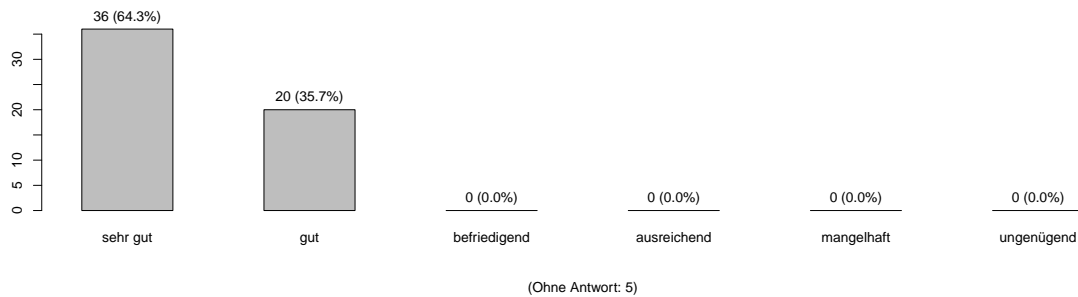 36 (64.3%)
20 (35.7%)
0 (0.0%)
0 (0.0%)
0 (0.0%)
0 (0.0%)
30
20
10
5
0
sehr gut
gut
befriedigend
ausreichend
mangelhaft
ungenügend
(Ohne Antwort: 5)